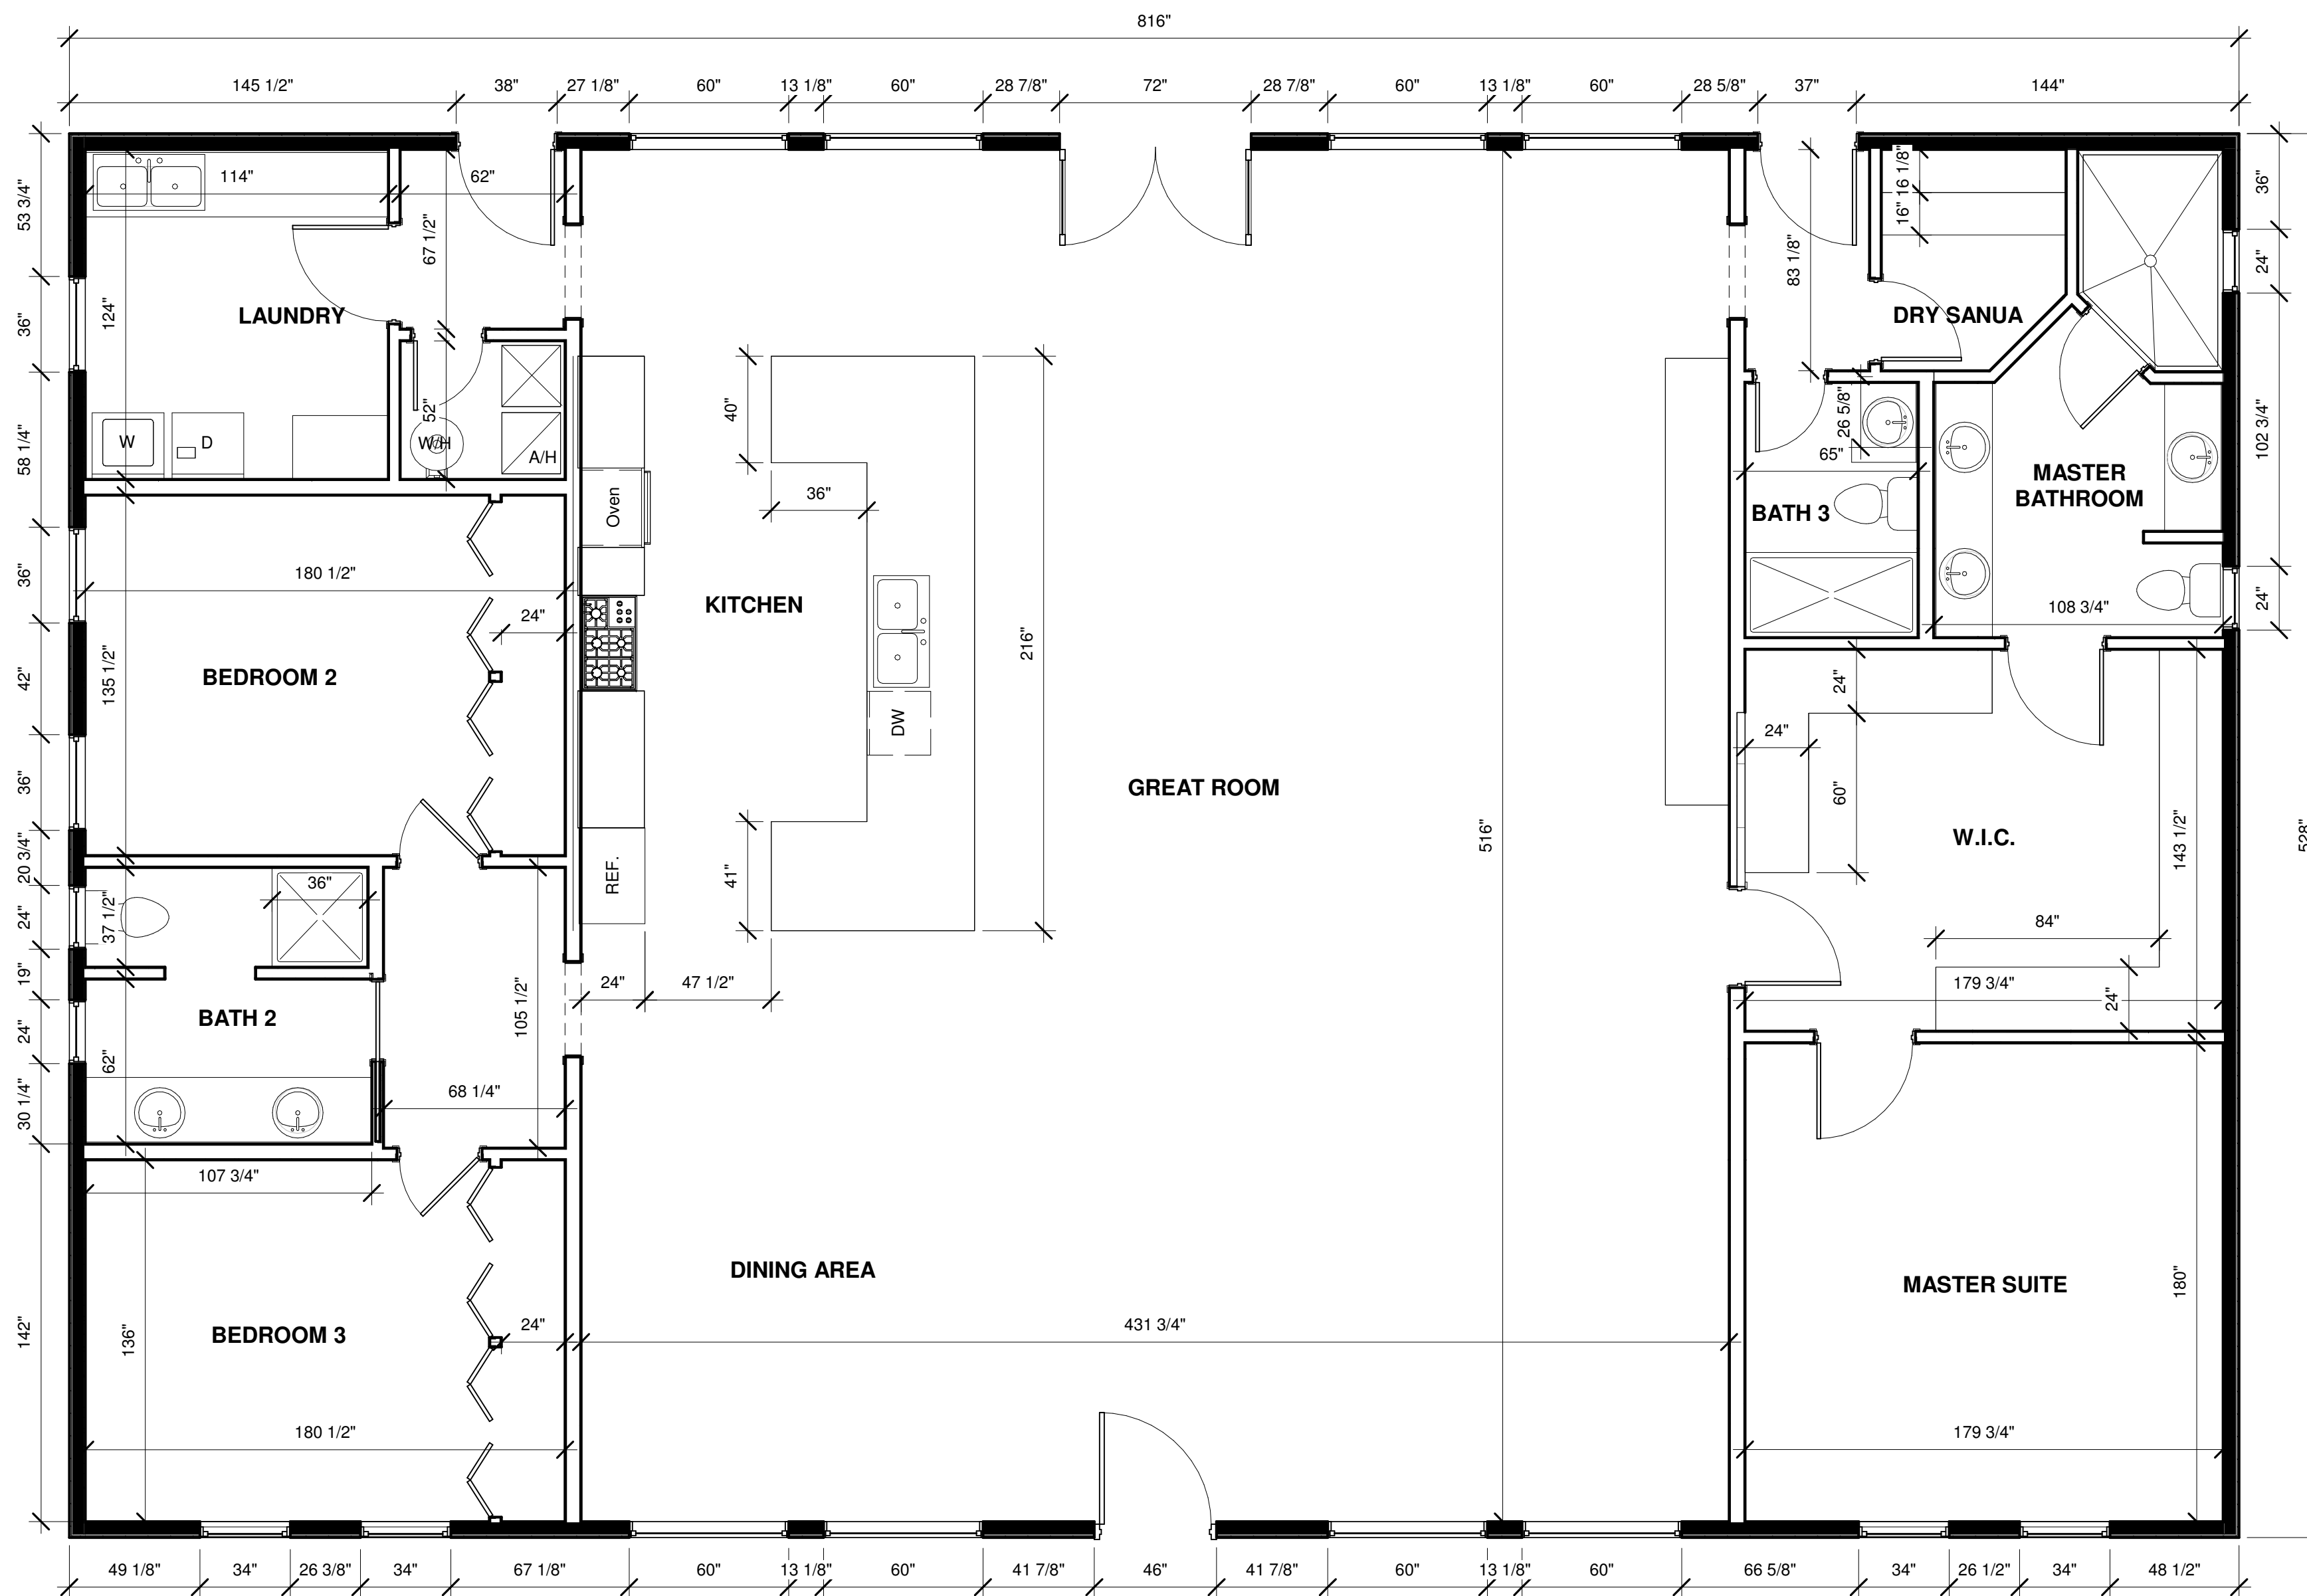 816"
145 1/2" 38" 27 1/8" 60" 13 1/8" 60" 28 7/8" 72" 28 7/8" 60" 13 1/8" 60" 28 5/8" 37" 144"
53 3/4"
36"
58 1/4"
36"
42"
36"
20 3/4"
24"
19"
24"
30 1/4"
142"
114"
62"
67 1/2"
124"
LAUNDRY
W
D
52"
W/H
A/H
180 1/2"
24"
BEDROOM 2
135 1/2"
36"
37 1/2"
BATH 2
62"
105 1/2"
68 1/4"
107 3/4"
BEDROOM 3
136"
24"
180 1/2"
Oven
REF.
40"
36"
KITCHEN
216"
DW
41"
24"
47 1/2"
GREAT ROOM
516"
DINING AREA
431 3/4"
83 1/8"
16 1/8"
16"
DRY SANUA
26 5/8"
65"
BATH 3
MASTER
BATHROOM
108 3/4"
24"
24"
60"
W.I.C.
143 1/2"
84"
179 3/4"
24"
MASTER SUITE
180"
179 3/4"
36"
24"
102 3/4"
24"
528"
49 1/8" 34" 26 3/8" 34" 67 1/8" 60" 13 1/8" 60" 41 7/8" 46" 41 7/8" 60" 13 1/8" 60" 66 5/8" 34" 26 1/2" 34" 48 1/2"